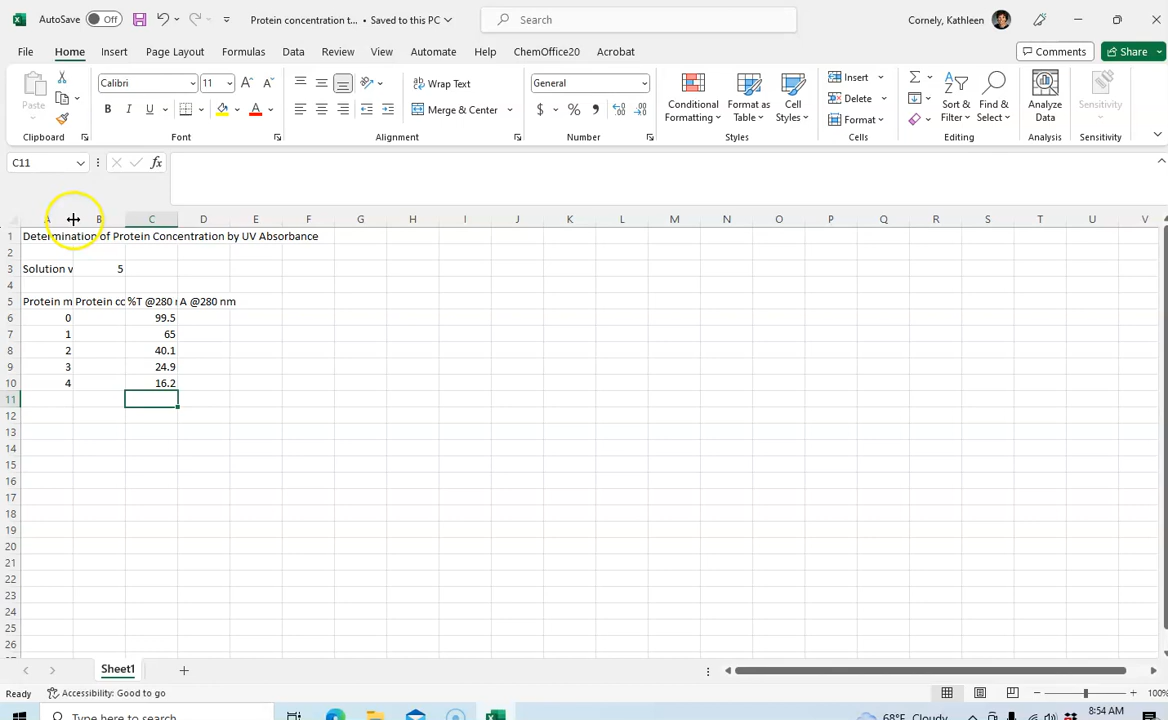 AutoSave Off Protein concentration t... • Saved to this PC Search Cornely, Kathleen
File Home Insert Page Layout Formulas Data Review View Automate Help ChemOffice20 Acrobat Comments Share
Paste Calibri 11 Wrap Text General Conditional Formatting Format as Table Cell Styles Insert Sort & Filter Find & Select Analyze Data Sensitivity
B I U A Merge & Center $ % Delete
Format
Clipboard Font Alignment Number Styles Cells Editing Analysis Sensitivity
C11 fx
A B C D E F G H I J K L M N O P Q R S T U V
1 Determination of Protein Concentration by UV Absorbance
2
3 Solution v 5
4
5 Protein m Protein co %T @280 r A @280 nm
6 0 99.5
7 1 65
8 2 40.1
9 3 24.9
10 4 16.2
11
12
13
14
15
16
17
18
19
20
21
22
23
24
25
26
Sheet1
Ready Accessibility: Good to go 100%
Type here to search 68°F Cloudy 8:54 AM